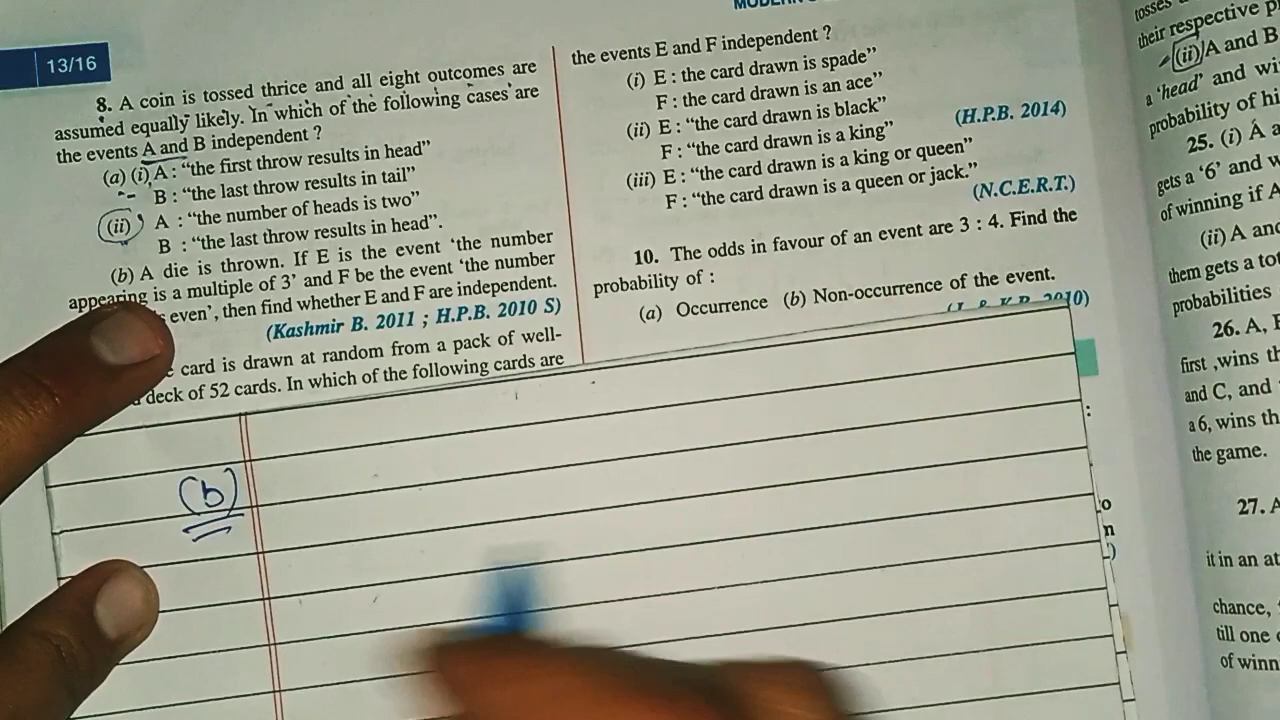 13/16
8. A coin is tossed thrice and all eight outcomes are
assumed equally likely. In which of the following cases are
the events A and B independent ?
(a) (i) A : “the first throw results in head”
B : “the last throw results in tail”
(ii) A : “the number of heads is two”
B : “the last throw results in head”.
(b) A die is thrown. If E is the event ‘the number
appearing is a multiple of 3’ and F be the event ‘the number
even’, then find whether E and F are independent.
(Kashmir B. 2011 ; H.P.B. 2010 S)
card is drawn at random from a pack of well-
deck of 52 cards. In which of the following cards are
(b)
the events E and F independent ?
(i) E : the card drawn is spade”
F : the card drawn is an ace”
(ii) E : “the card drawn is black”
F : “the card drawn is a king”
(H.P.B. 2014)
(iii) E : “the card drawn is a king or queen”
F : “the card drawn is a queen or jack.”
(N.C.E.R.T.)
10. The odds in favour of an event are 3 : 4. Find the
probability of :
(a) Occurrence (b) Non-occurrence of the event.
tosses
their respective
(ii) A and B
a ‘head’ and
probability of
25. (i) A
gets a ‘6’ and
of winning if A
(ii) A and
them gets a
probabilities
26. A,
first ,wins
and C, and
a 6, wins
the game.
27. A
it in an
chance,
till one
of